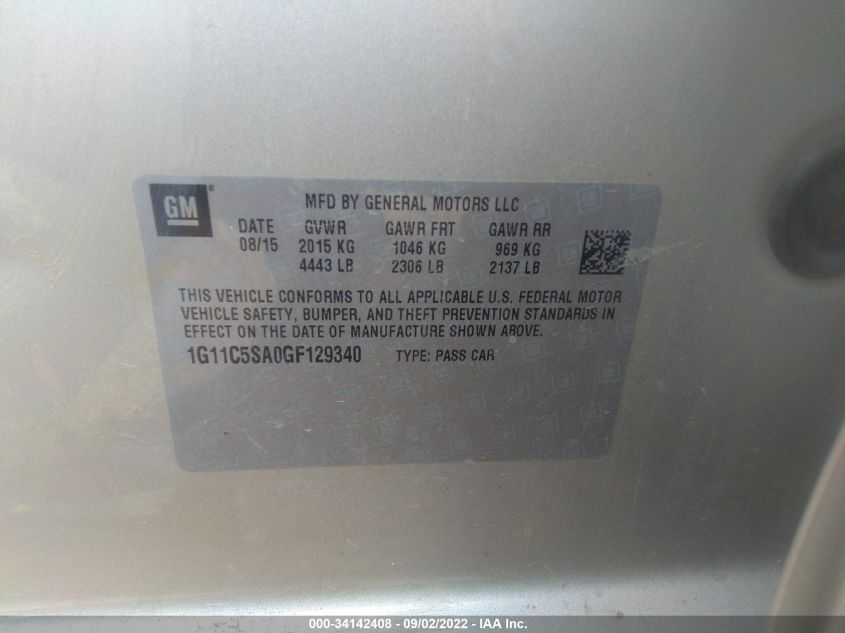 GM
MFD BY GENERAL MOTORS LLC
DATE GVWR GAWR FRT GAWR RR
08/15 2015 KG 1046 KG 969 KG
4443 LB 2306 LB 2137 LB
THIS VEHICLE CONFORMS TO ALL APPLICABLE U.S. FEDERAL MOTOR
VEHICLE SAFETY, BUMPER, AND THEFT PREVENTION STANDARDS IN
EFFECT ON THE DATE OF MANUFACTURE SHOWN ABOVE.
1G11C5SA0GF129340 TYPE: PASS CAR
000-34142408 - 09/02/2022 - IAA Inc.